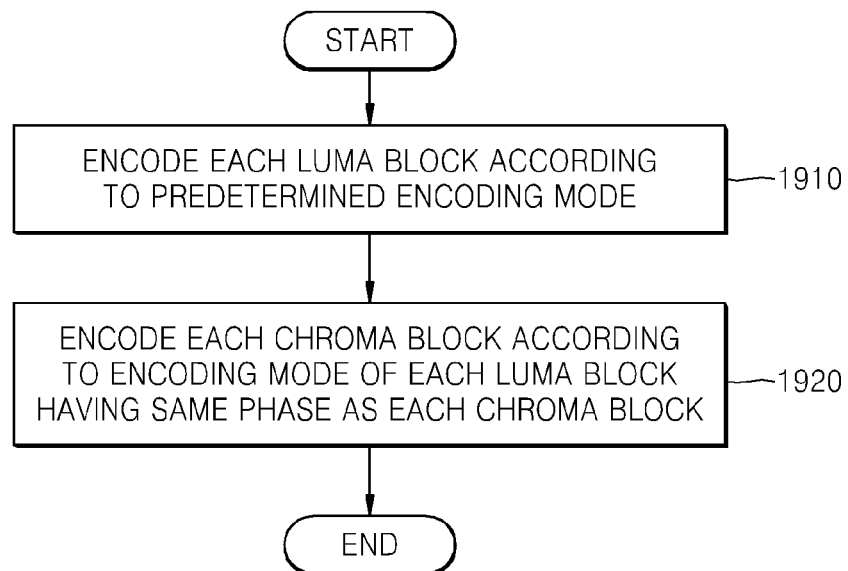 START
ENCODE EACH LUMA BLOCK ACCORDING
TO PREDETERMINED ENCODING MODE
1910
ENCODE EACH CHROMA BLOCK ACCORDING
TO ENCODING MODE OF EACH LUMA BLOCK
HAVING SAME PHASE AS EACH CHROMA BLOCK
1920
END